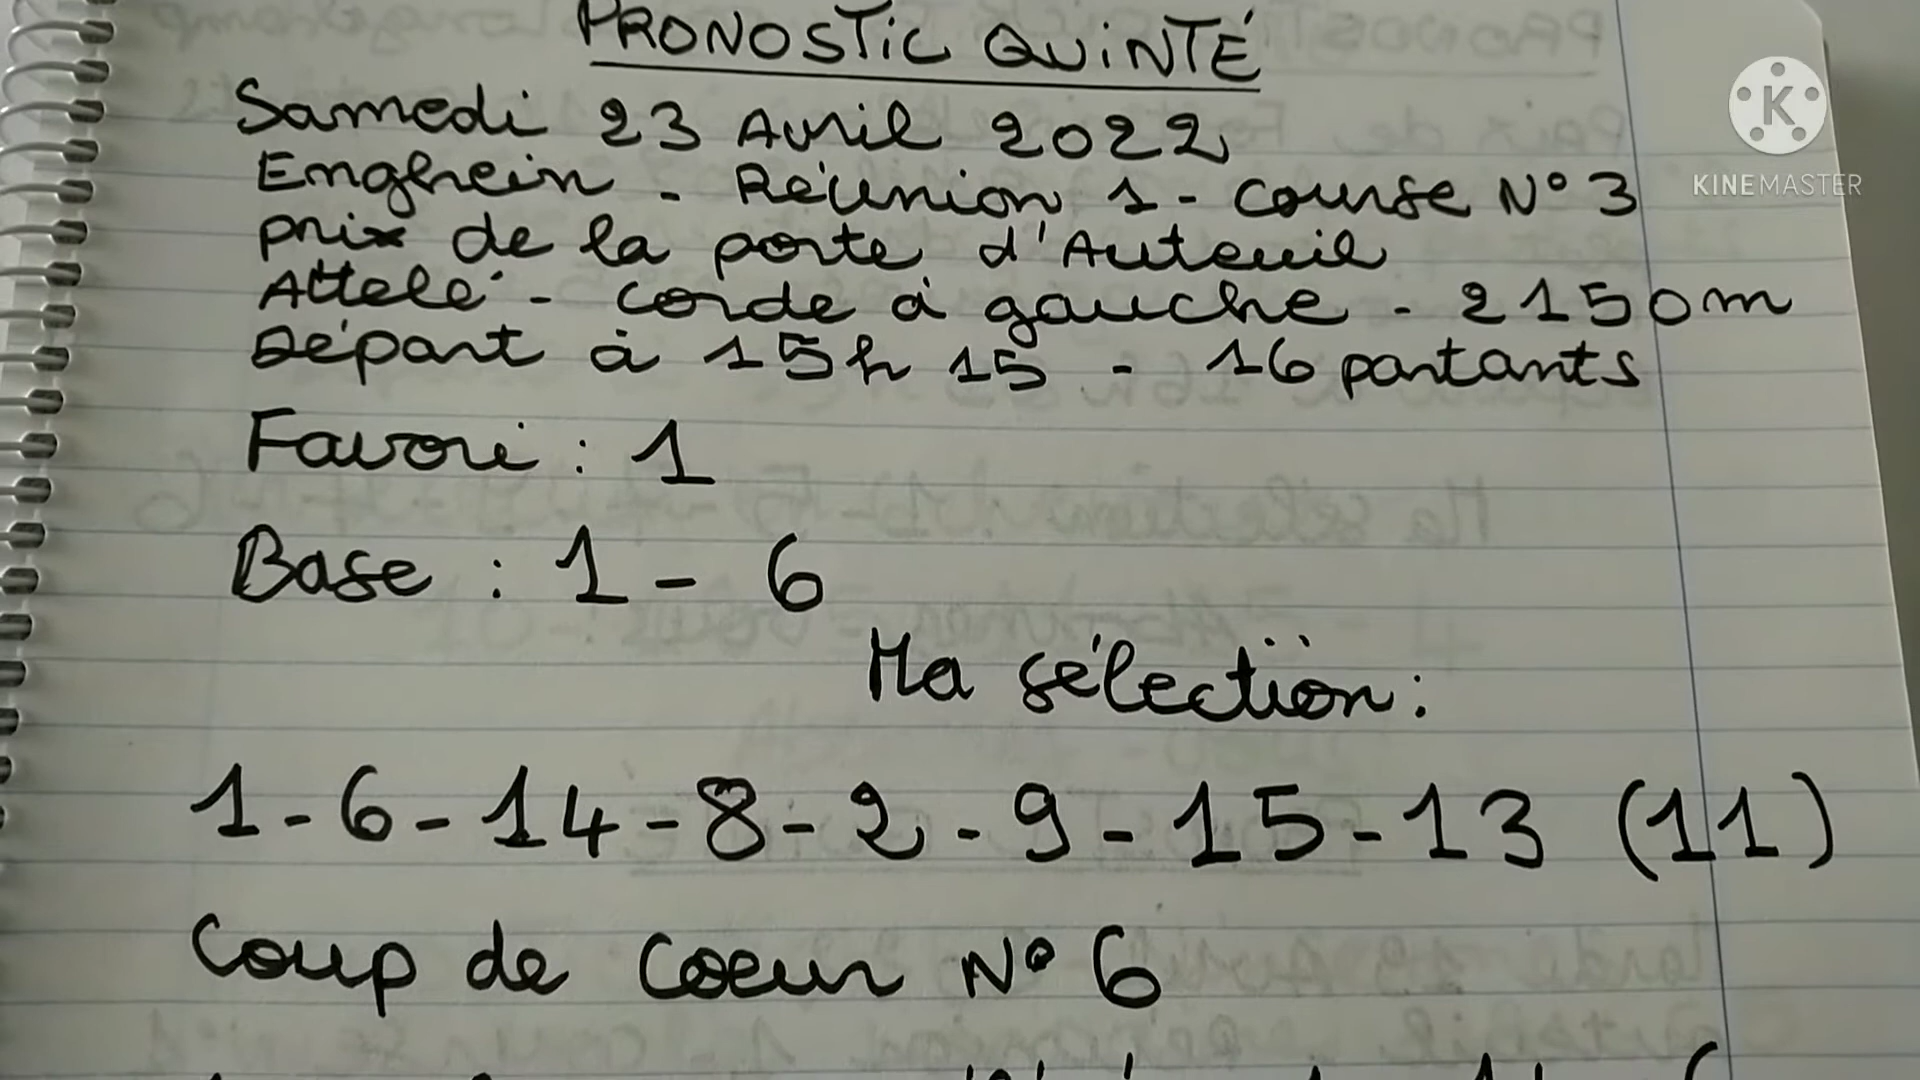 PRONOSTIC QUINTÉ
Samedi 23 Avril 2022
Enghein - Réunion 1 - course N° 3
prix de la porte d'Auteuil
Attelé - corde à gauche - 2150m
Départ à 15h15 - 16 partants
Favori : 1
Base : 1 - 6
Ma sélection :
1 - 6 - 14 - 8 - 2 - 9 - 15 - 13 (11)
Coup de coeur N° 6
K
KINEMASTER